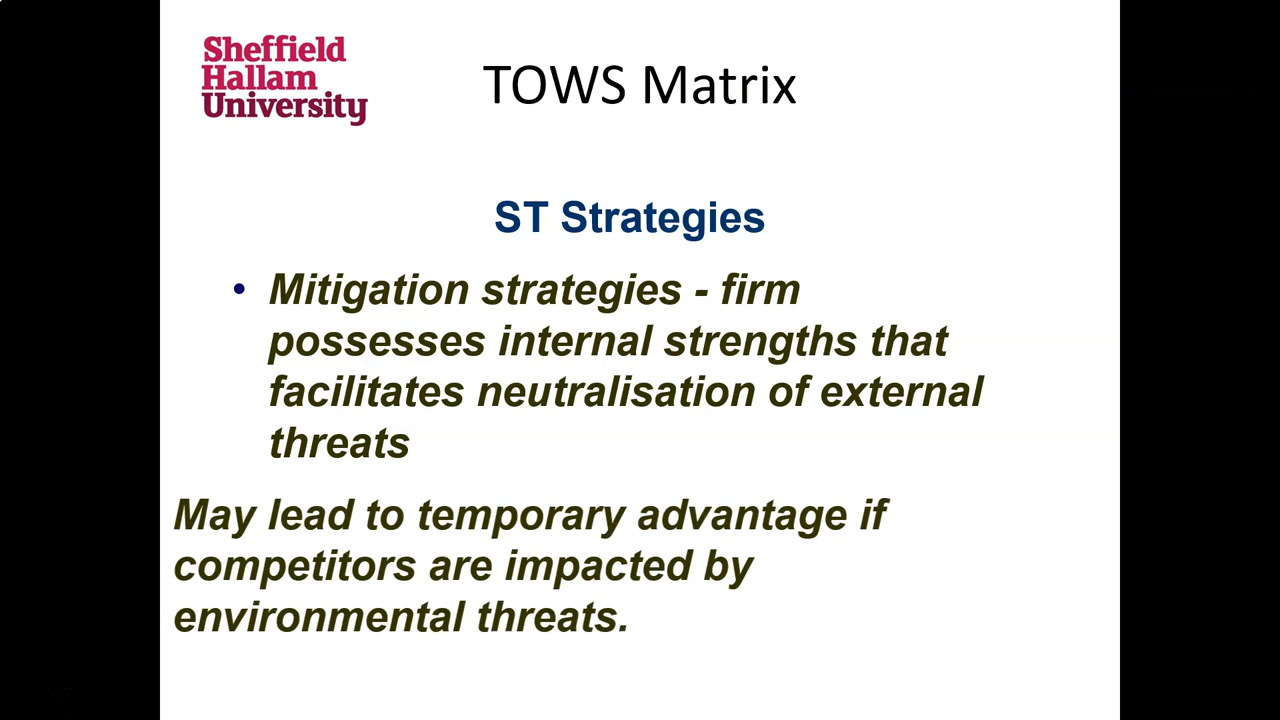 Sheffield
Hallam
University
TOWS Matrix
ST Strategies
• Mitigation strategies - firm
possesses internal strengths that
facilitates neutralisation of external
threats
May lead to temporary advantage if
competitors are impacted by
environmental threats.